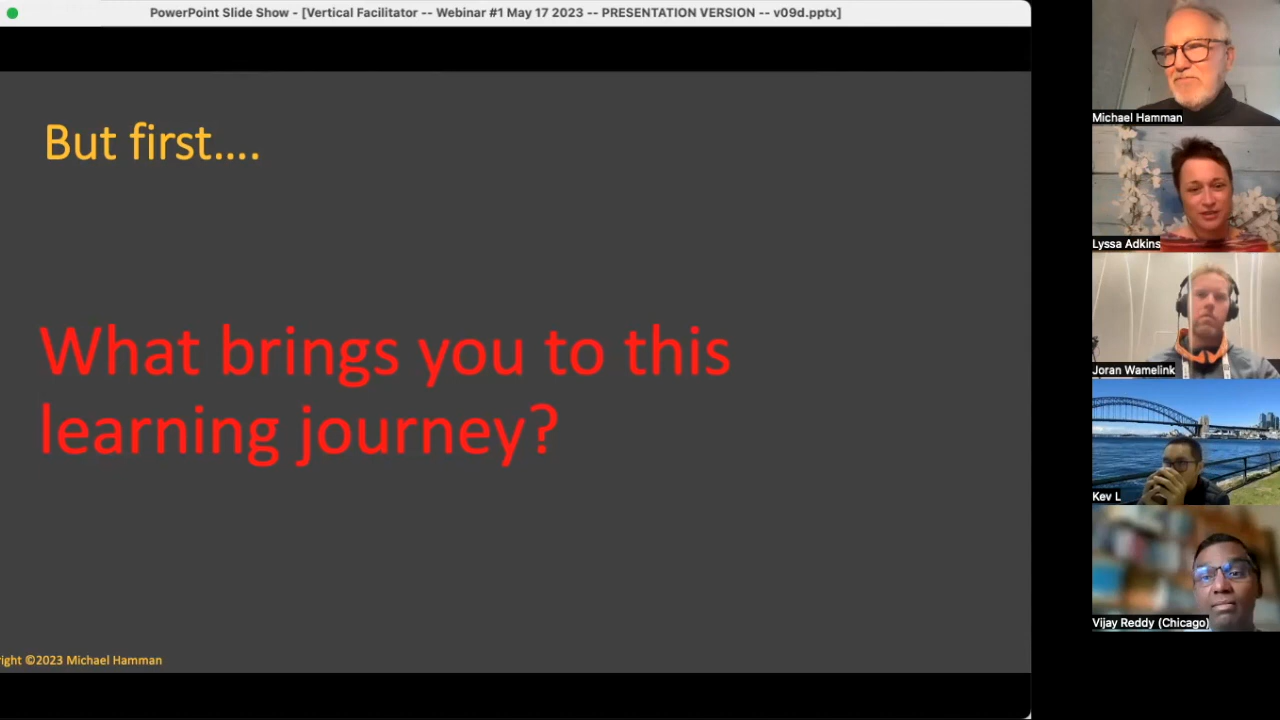 PowerPoint Slide Show - [Vertical Facilitator -- Webinar #1 May 17 2023 -- PRESENTATION VERSION -- v09d.pptx]
But first....
What brings you to this
learning journey?
right ©2023 Michael Hamman
Michael Hamman
Lyssa Adkins
Joran Wamelink
Kev L
Vijay Reddy (Chicago)